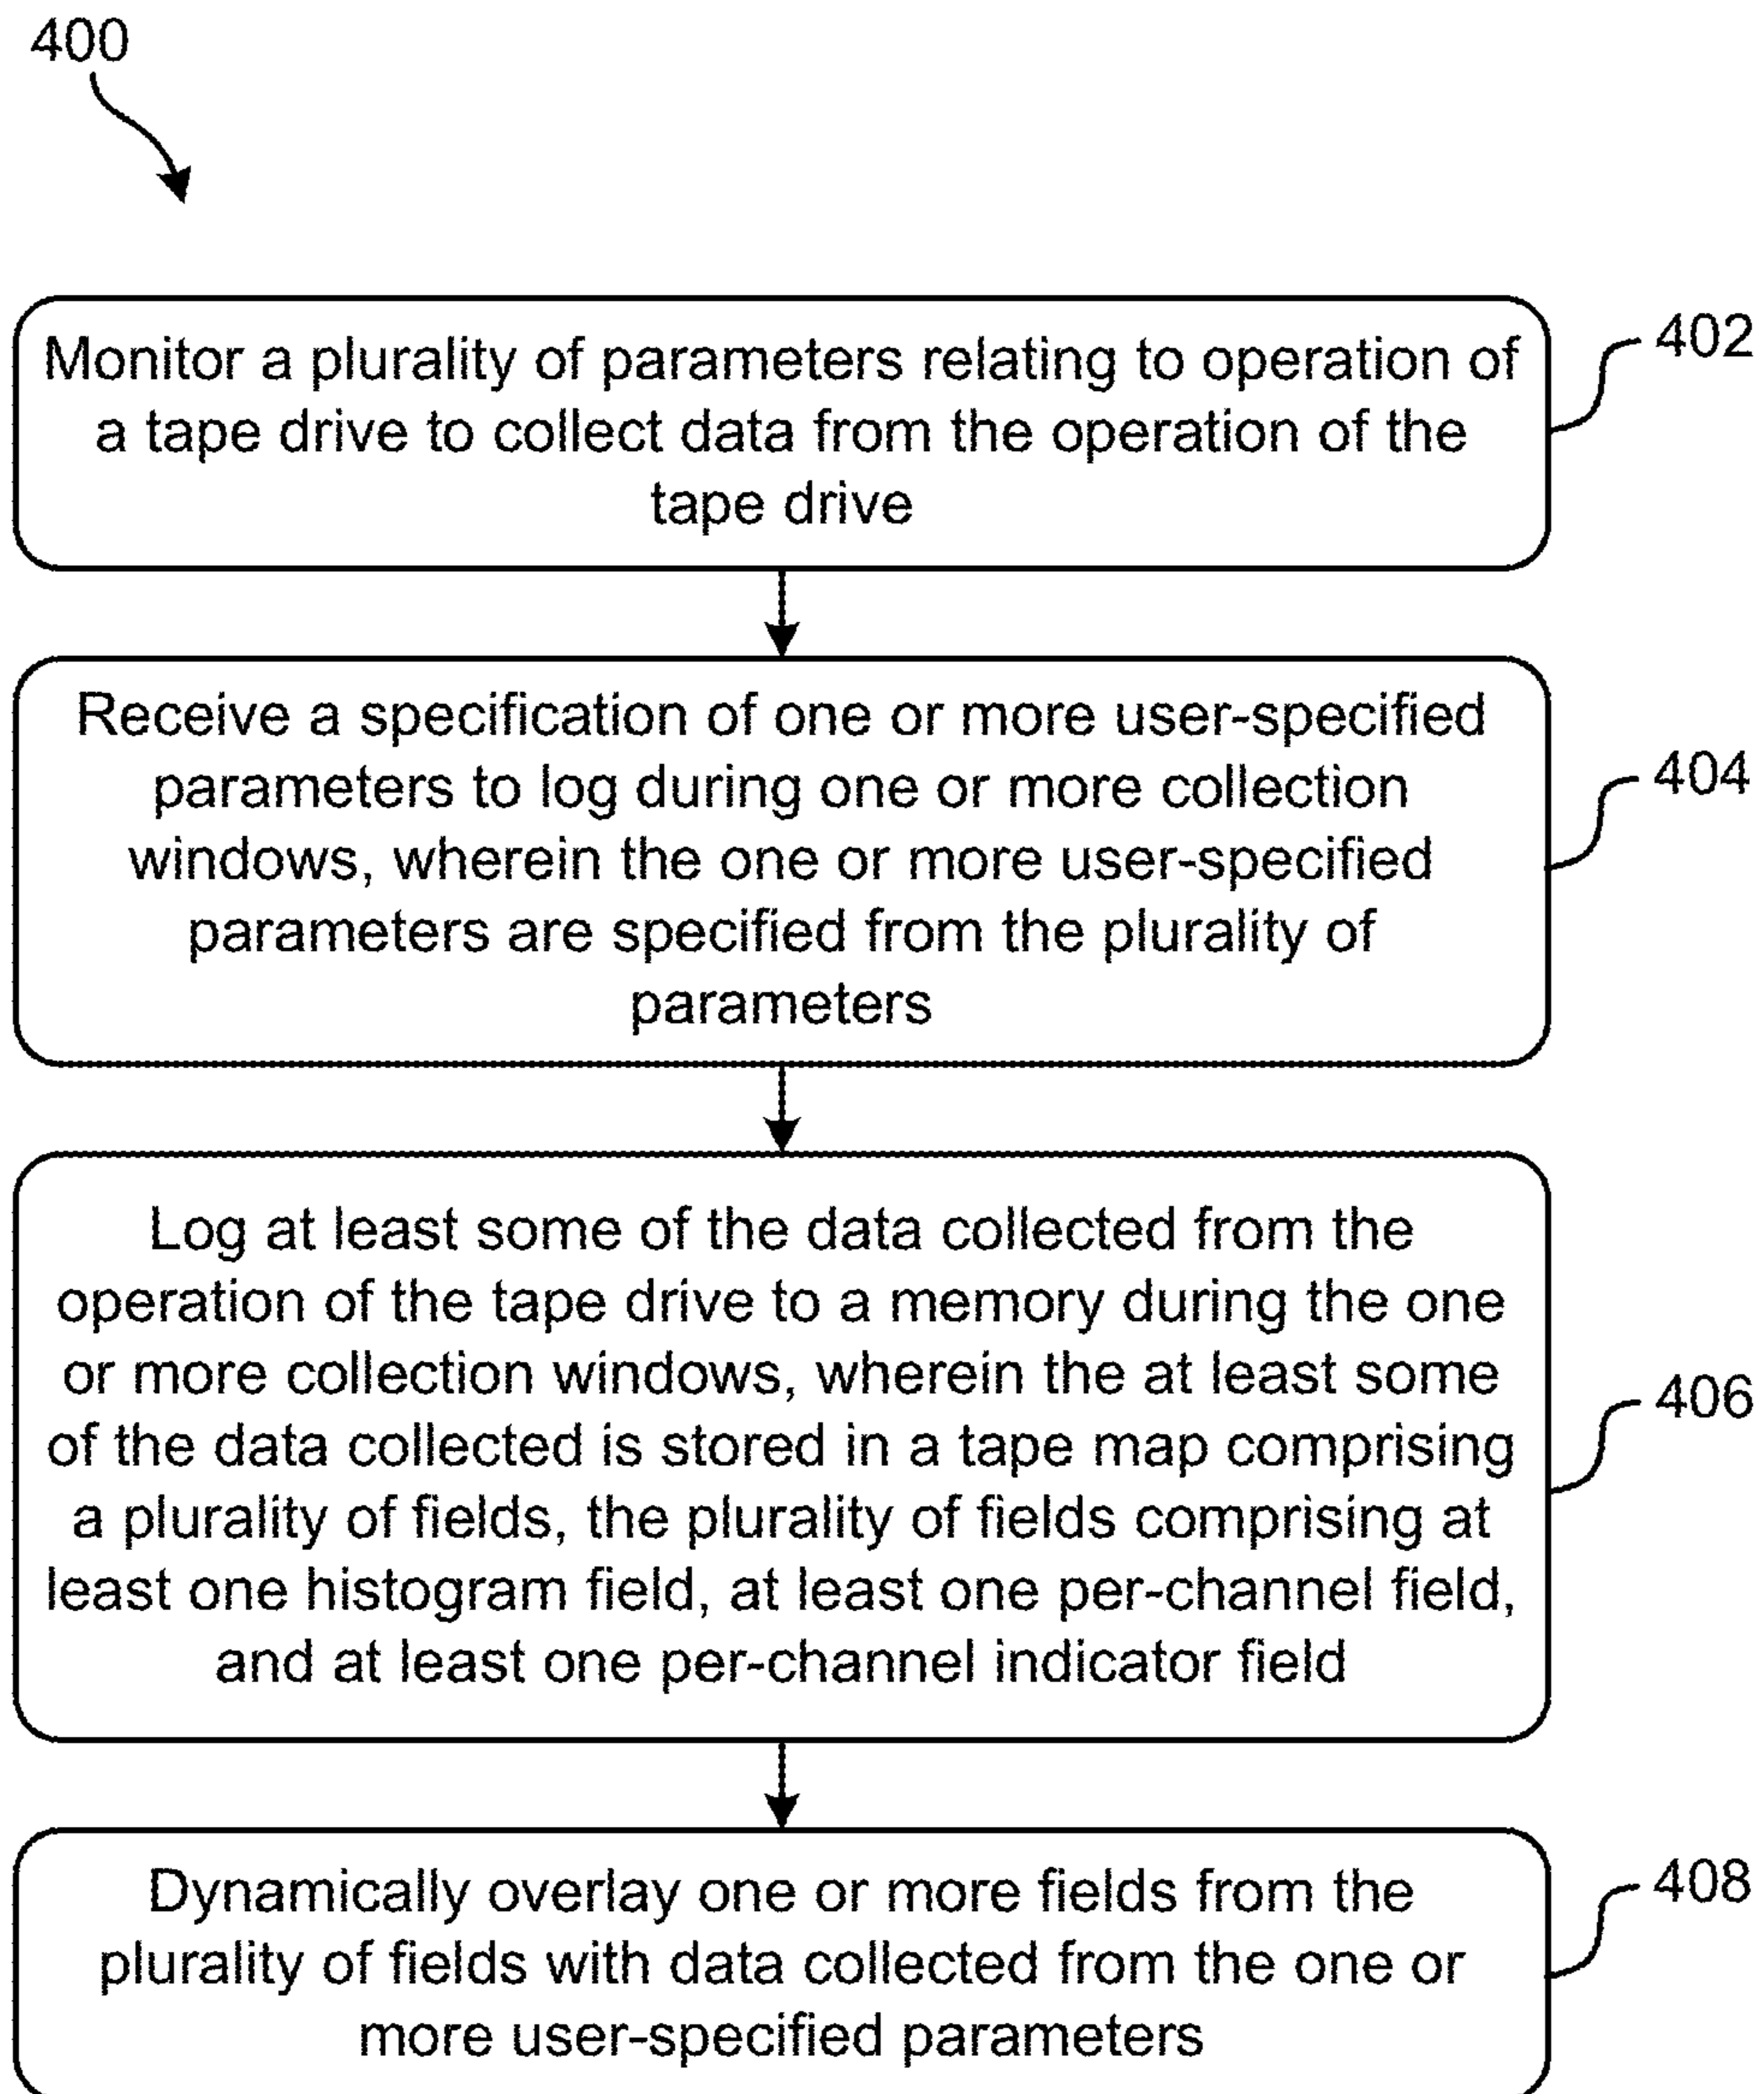 400
Monitor a plurality of parameters relating to operation of
a tape drive to collect data from the operation of the
tape drive
402
Receive a specification of one or more user-specified
parameters to log during one or more collection
windows, wherein the one or more user-specified
parameters are specified from the plurality of
parameters
404
Log at least some of the data collected from the
operation of the tape drive to a memory during the one
or more collection windows, wherein the at least some
of the data collected is stored in a tape map comprising
a plurality of fields, the plurality of fields comprising at
least one histogram field, at least one per-channel field,
and at least one per-channel indicator field
406
Dynamically overlay one or more fields from the
plurality of fields with data collected from the one or
more user-specified parameters
408